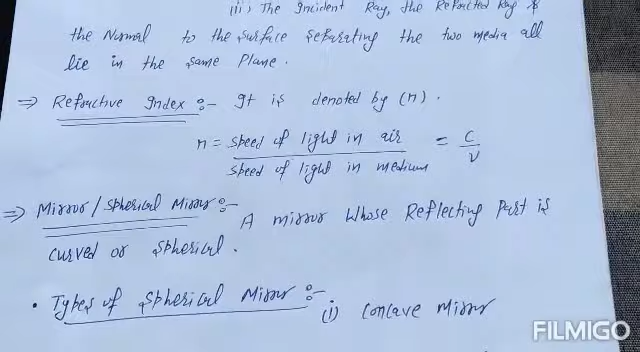 (ii) The Incident Ray, the Refracted Ray &
the Normal to the surface separating the two media all
lie in the same Plane.
⇒ Refractive Index :- It is denoted by (n).
n = speed of light in air / speed of light in medium = c/v
⇒ Mirror/Spherical Mirror :- A mirror whose Reflecting Part is
curved or spherical.
• Types of Spherical Mirror :- (i) Concave Mirror
FILMIGO